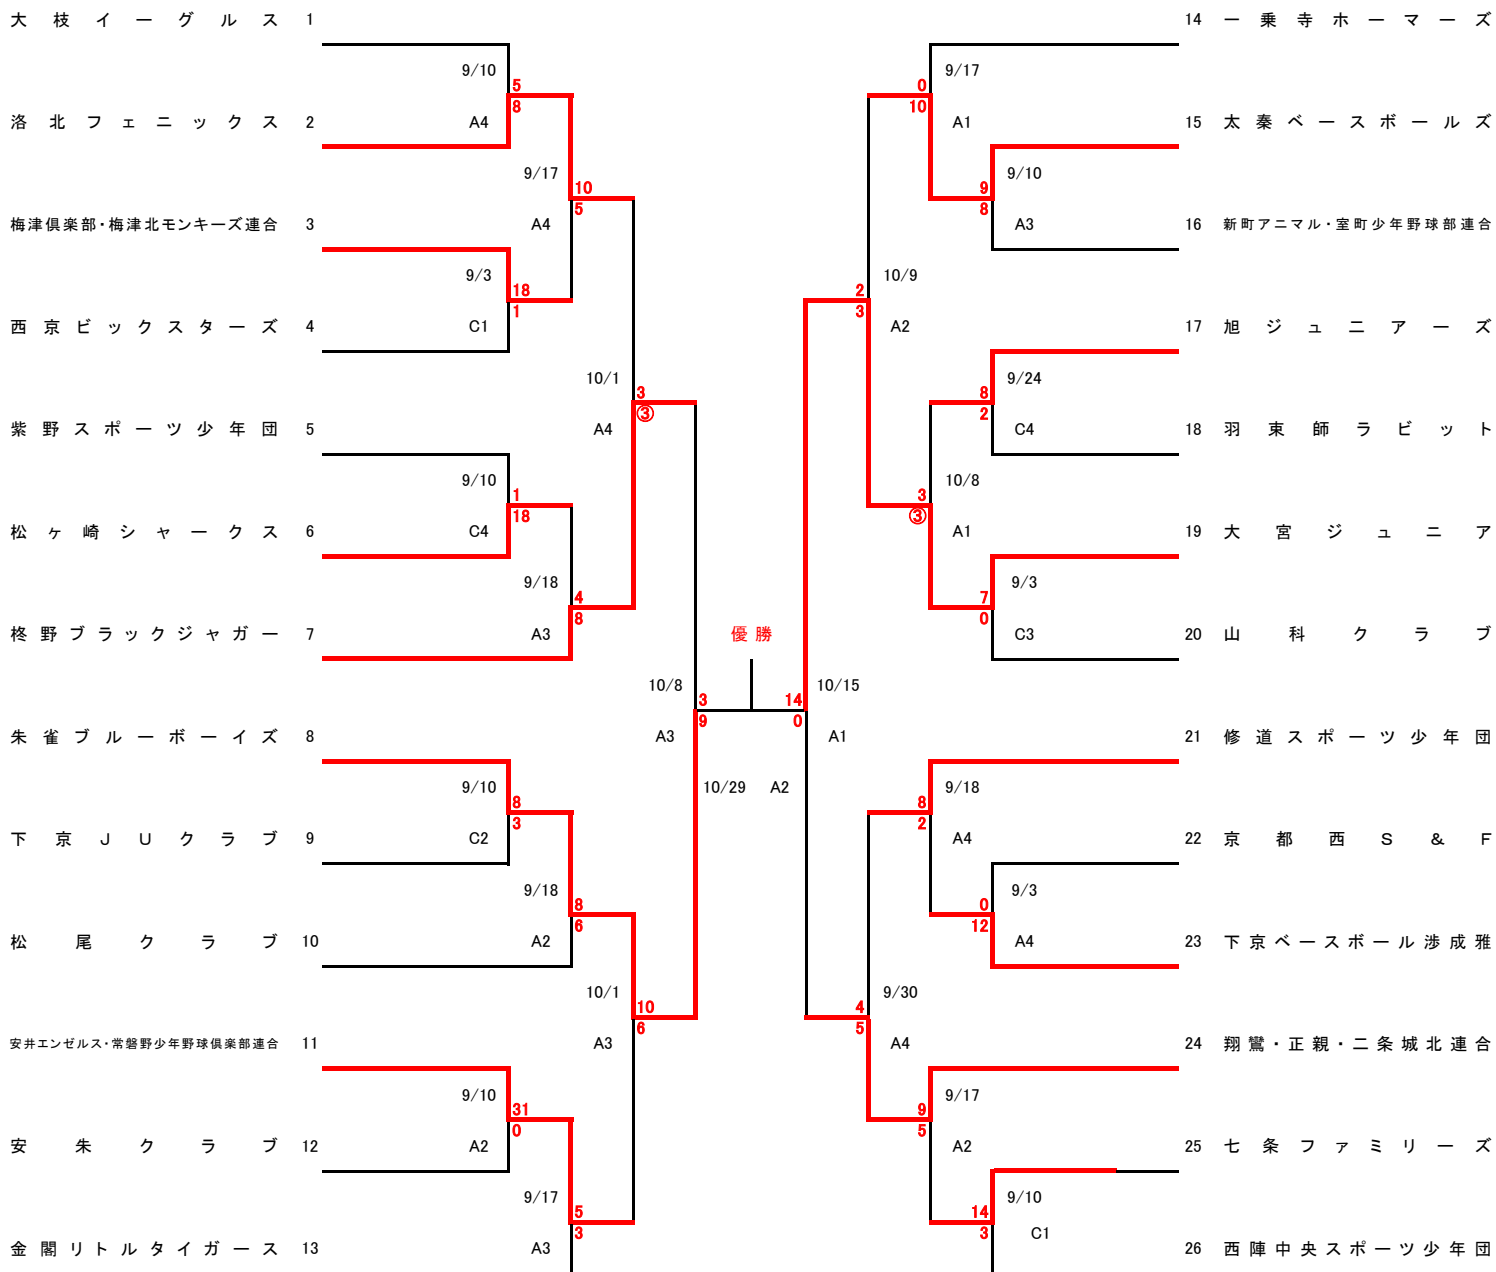 大枝イーグルス 1
14 一乗寺ホーマーズ
9/10
9/17
5
0
8
10
洛北フェニックス 2
A4
A1
15 太秦ベースボールズ
9/17
9/10
10
9
5
8
梅津倶楽部・梅津北モンキーズ連合 3
A4
A3
16 新町アニマル・室町少年野球部連合
9/3
10/9
18
2
1
3
西京ビックスターズ 4
C1
A2
17 旭ジュニアーズ
10/1
9/24
3
8
③
2
紫野スポーツ少年団 5
A4
C4
18 羽束師ラビット
9/10
10/8
1
3
18
③
松ヶ崎シャークス 6
C4
A1
19 大宮ジュニア
9/18
9/3
4
7
8
0
柊野ブラックジャガー 7
A3
優勝
C3
20 山科クラブ
10/8
10/15
3
14
9
0
朱雀ブルーボーイズ 8
A3
A1
21 修道スポーツ少年団
9/10
10/29 A2
9/18
8
8
3
2
下京JUクラブ 9
C2
A4
22 京都西S&F
9/18
9/3
8
0
6
12
松尾クラブ 10
A2
A4
23 下京ベースボール渉成雅
10/1
9/30
10
4
6
5
安井エンゼルス・常磐野少年野球倶楽部連合 11
A3
A4
24 翔鸞・正親・二条城北連合
9/10
9/17
31
9
0
5
安朱クラブ 12
A2
A2
25 七条ファミリーズ
9/17
9/10
5
14
3
3
C1
金閣リトルタイガース 13
A3
26 西陣中央スポーツ少年団